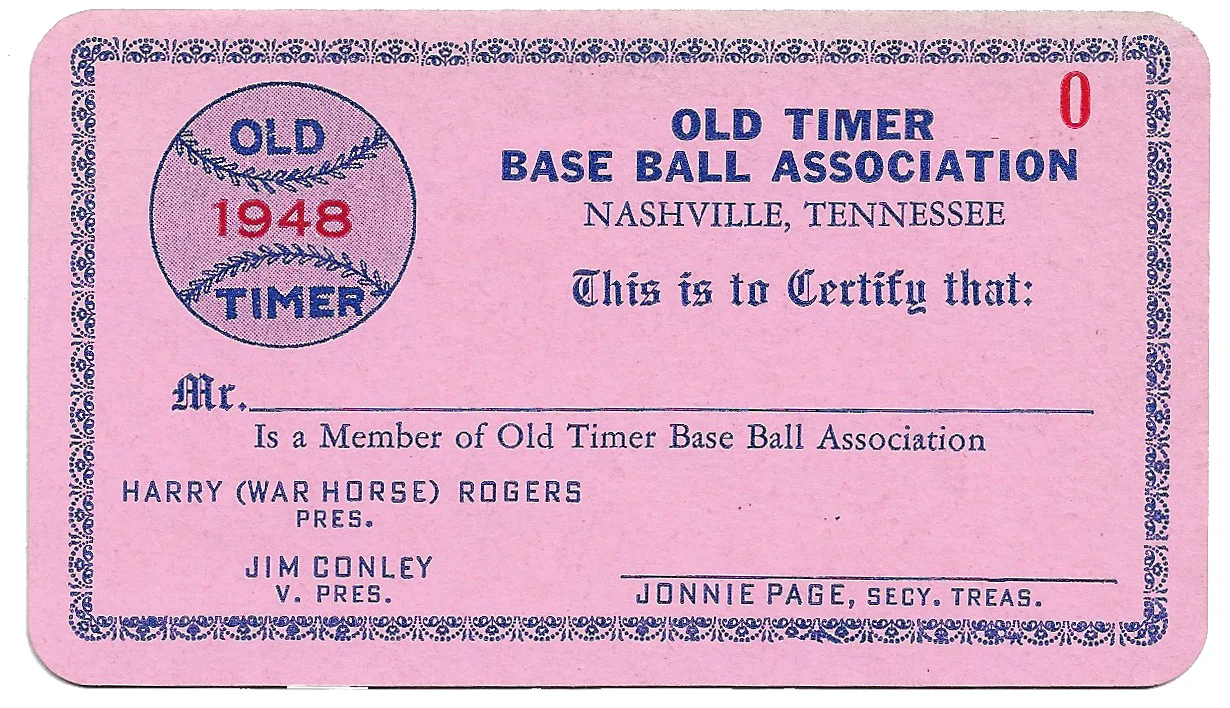 OLD
1948
TIMER
0
OLD TIMER
BASE BALL ASSOCIATION
NASHVILLE, TENNESSEE
This is to Certify that:
Mr.
Is a Member of Old Timer Base Ball Association
HARRY (WAR HORSE) ROGERS
PRES.
JIM CONLEY
V. PRES.
JONNIE PAGE, SECY. TREAS.